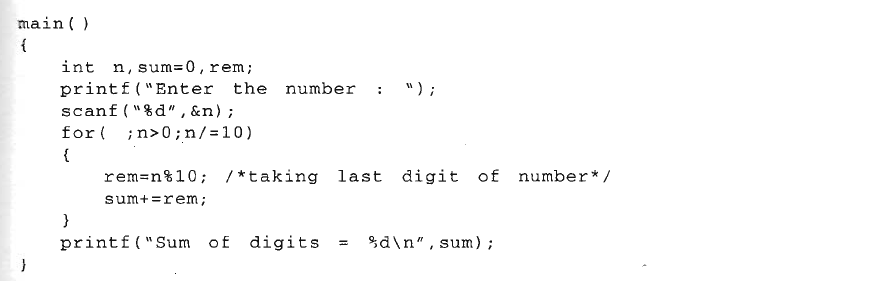 main( )
{
    int n,sum=0,rem;
    printf("Enter the number : ");
    scanf("%d",&n);
    for( ;n>0;n/=10)
    {
        rem=n%10; /*taking last digit of number*/
        sum+=rem;
    }
    printf("Sum of digits = %d\n",sum);
}